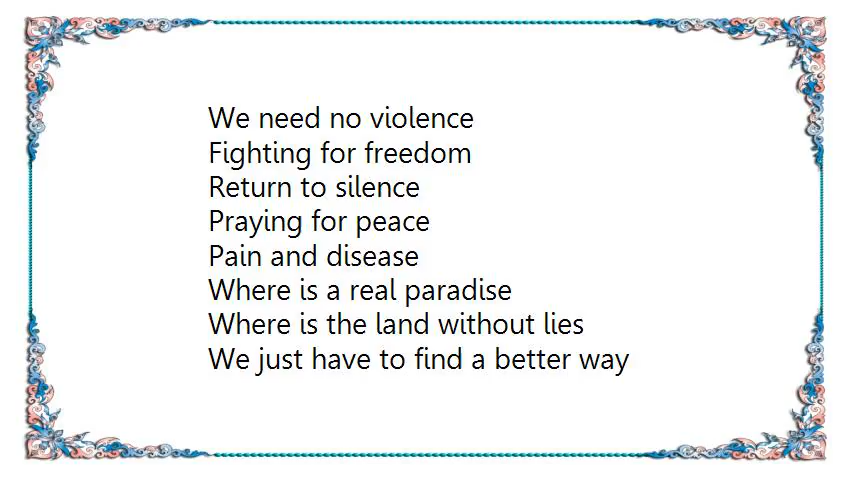 We need no violence
Fighting for freedom
Return to silence
Praying for peace
Pain and disease
Where is a real paradise
Where is the land without lies
We just have to find a better way